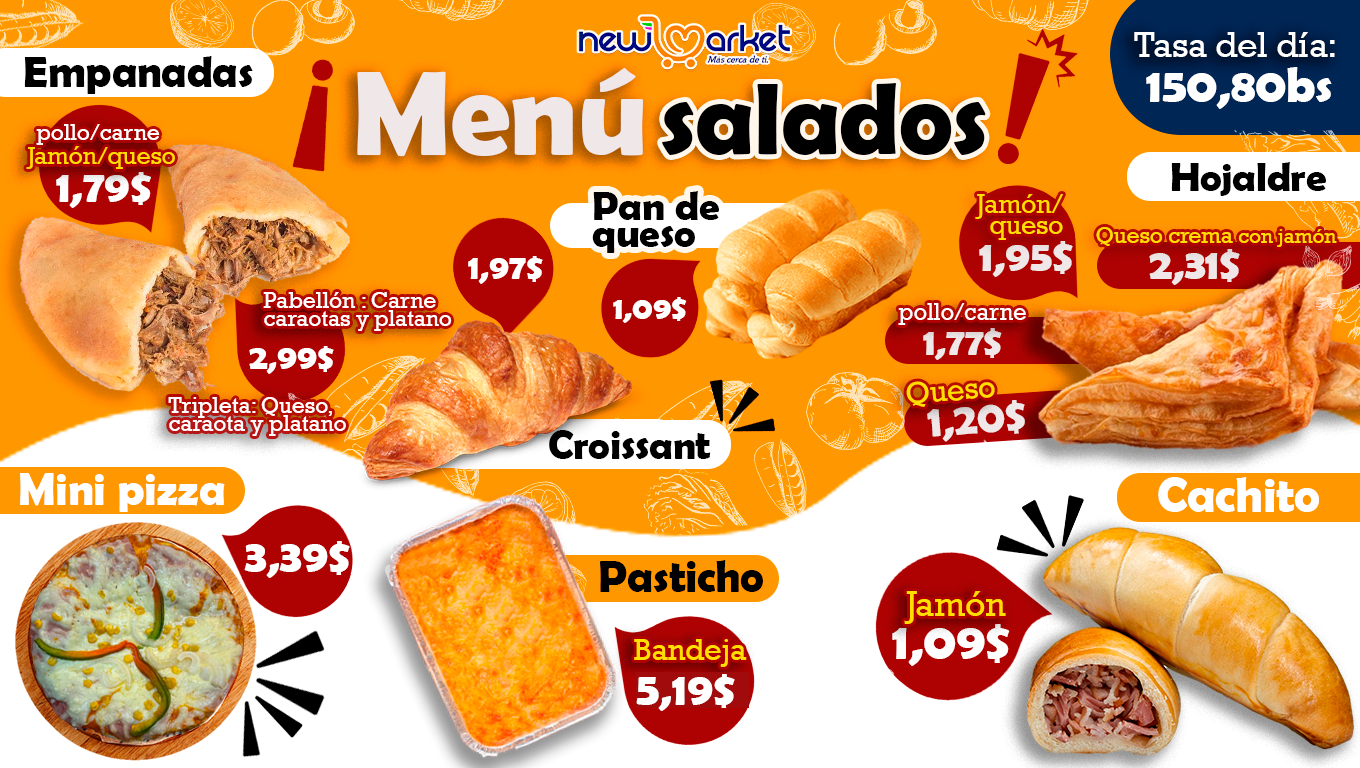 new market
Más cerca de ti.
¡Menú salados!
Tasa del día:
150,80bs
Empanadas
pollo/carne
Jamón/queso
1,79$
Pabellón : Carne
caraotas y platano
2,99$
Tripleta: Queso,
caraota y platano
1,97$
Croissant
Pan de
queso
1,09$
Hojaldre
Jamón/
queso
1,95$
Queso crema con jamón
2,31$
pollo/carne
1,77$
Queso
1,20$
Mini pizza
3,39$
Pasticho
Bandeja
5,19$
Cachito
Jamón
1,09$